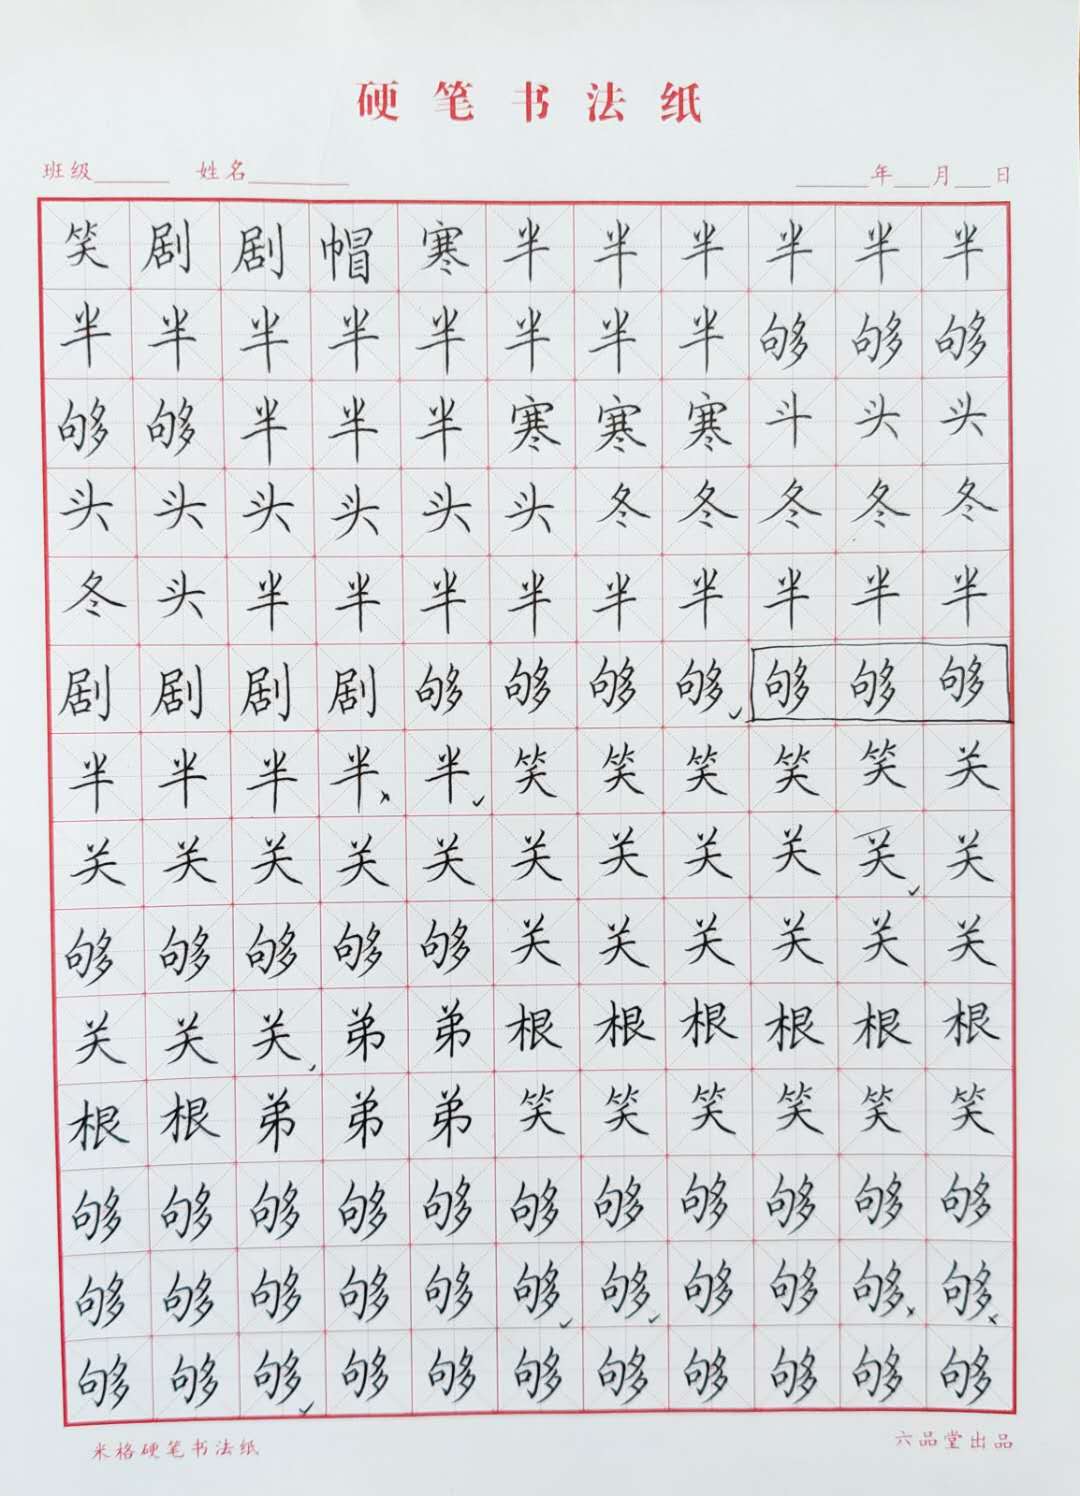 硬笔书法纸
班级______ 姓名________ ______年___月___日
笑剧剧帽寒半半半半半半
半半半半半半半半够够够
够够半半半寒寒寒斗头头
头头头头头头冬冬冬冬冬
冬头半半半半半半半半半
剧剧剧剧够够够够够够够
半半半半半笑笑笑笑笑关
关关关关关关关关关关关
够够够够够关关关关关关
关关关弟弟根根根根根根
根根弟弟弟笑笑笑笑笑笑
够够够够够够够够够够够
够够够够够够够够够够够
够够够够够够够够够够够
米格硬笔书法纸 六品堂出品